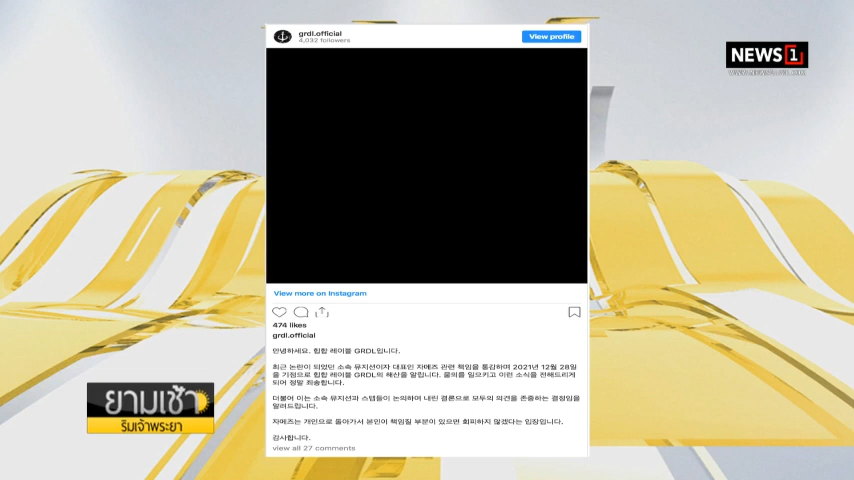 grdl.official
4,032 followers
View profile
NEWS 1
View more on Instagram
474 likes
grdl.official
안녕하세요. 힙합 레이블 GRDL입니다.
최근 논란이 되었던 소속 뮤지션이자 대표인 자메즈 관련 책임을 통감하며 2021년 12월 28일
을 기점으로 힙합 레이블 GRDL의 해산을 알립니다. 물의를 일으키고 이런 소식을 전해드리게
되어 정말 죄송합니다.
더불어 이는 소속 뮤지션과 스탭들이 논의하여 내린 결론으로 모두의 의견을 존중하는 결정임을
알려드립니다.
자메즈는 개인으로 돌아가서 본인이 책임질 부분이 있으면 회피하지 않겠다는 입장입니다.
감사합니다.
view all 27 comments
ยามเช้า
ริมเจ้าพระยา